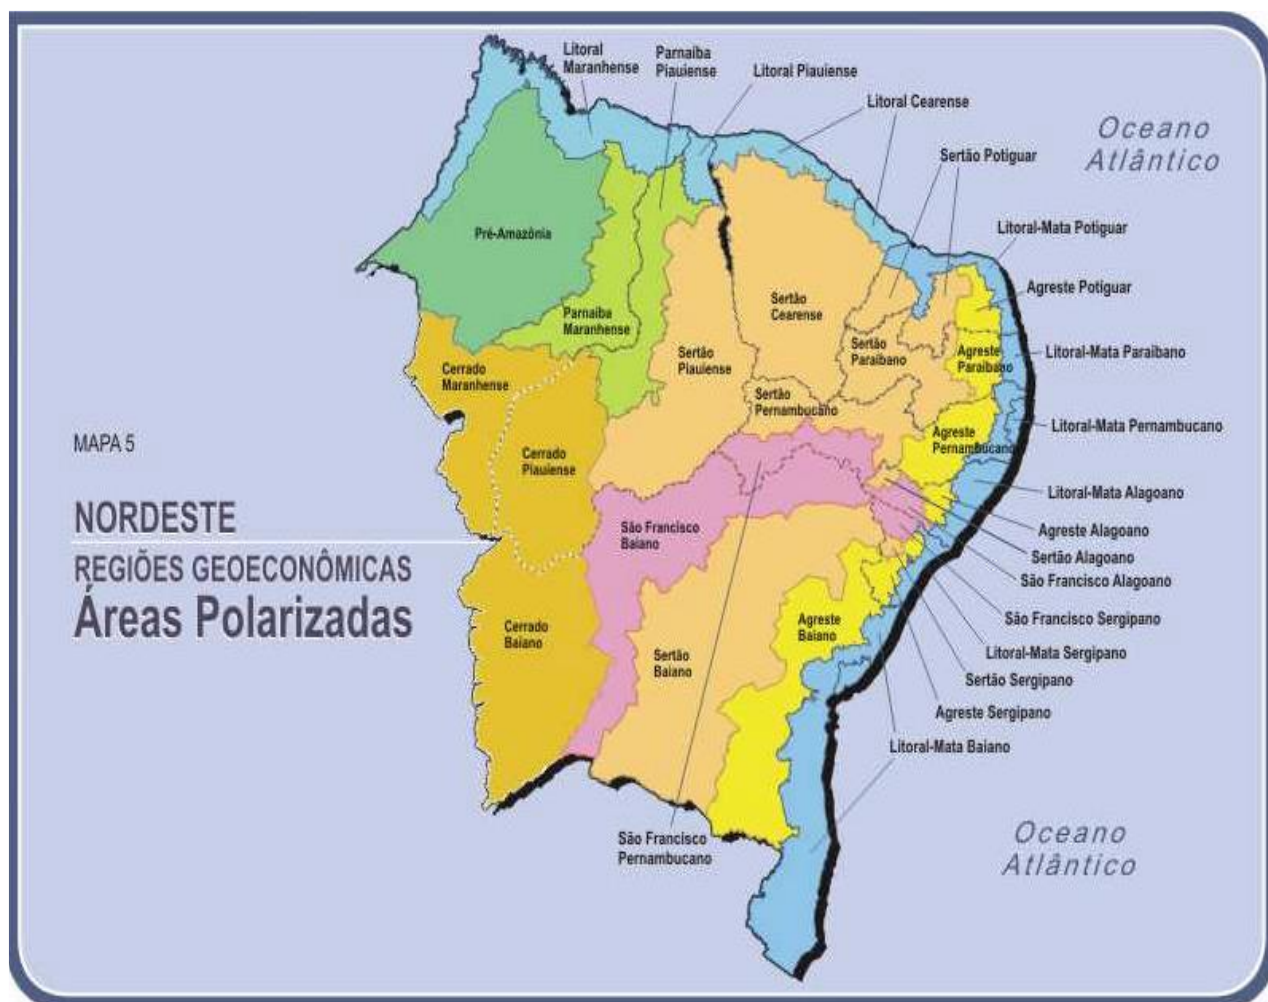 Litoral
Maranhense
Parnaiba
Piauiense
Litoral Piauiense
Litoral Cearense
Oceano
Atlântico
Sertão Potiguar
Litoral-Mata Potiguar
Pré-Amazônia
Agreste Potiguar
Sertão
Cearense
Parnaiba
Maranhense
Sertão
Piauiense
Sertão
Paraibano
Agreste
Paraibano
Litoral-Mata Paraibano
Cerrado
Maranhense
Sertão
Pernambucano
Litoral-Mata Pernambucano
Agreste
Pernambucano
MAPA 5
Cerrado
Piauiense
Litoral-Mata Alagoano
NORDESTE
São Francisco
Baiano
Agreste Alagoano
Sertão Alagoano
REGIÕES GEOECONÔMICAS
São Francisco Alagoano
Áreas Polarizadas
São Francisco Sergipano
Cerrado
Baiano
Agreste
Baiano
Sertão
Baiano
Litoral-Mata Sergipano
Sertão Sergipano
Agreste Sergipano
Litoral-Mata Baiano
São Francisco
Pernambucano
Oceano
Atlântico